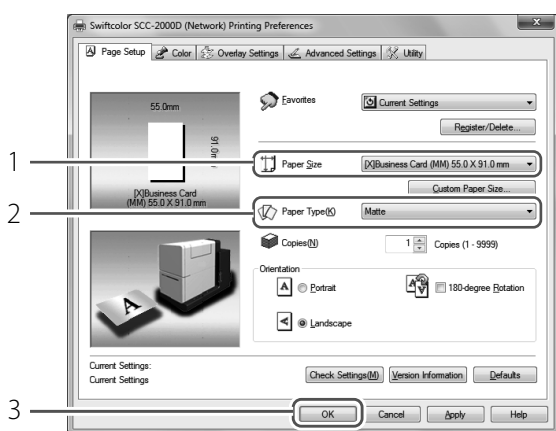 Swiftcolor SCC-2000D (Network) Printing Preferences
x
Page Setup Color Overlay Settings Advanced Settings Utility
55.0mm
91.0mm
[X]Business Card
(MM) 55.0 X 91.0 mm
Favorites Current Settings
Register/Delete...
1 Paper Size [X]Business Card (MM) 55.0 X 91.0 mm
Custom Paper Size...
2 Paper Type(K) Matte
Copies(N) 1 Copies (1 - 9999)
Orientation
A Portrait 180-degree Rotation
A Landscape
A
Current Settings:
Current Settings
Check Settings(M) Version Information Defaults
3 OK Cancel Apply Help